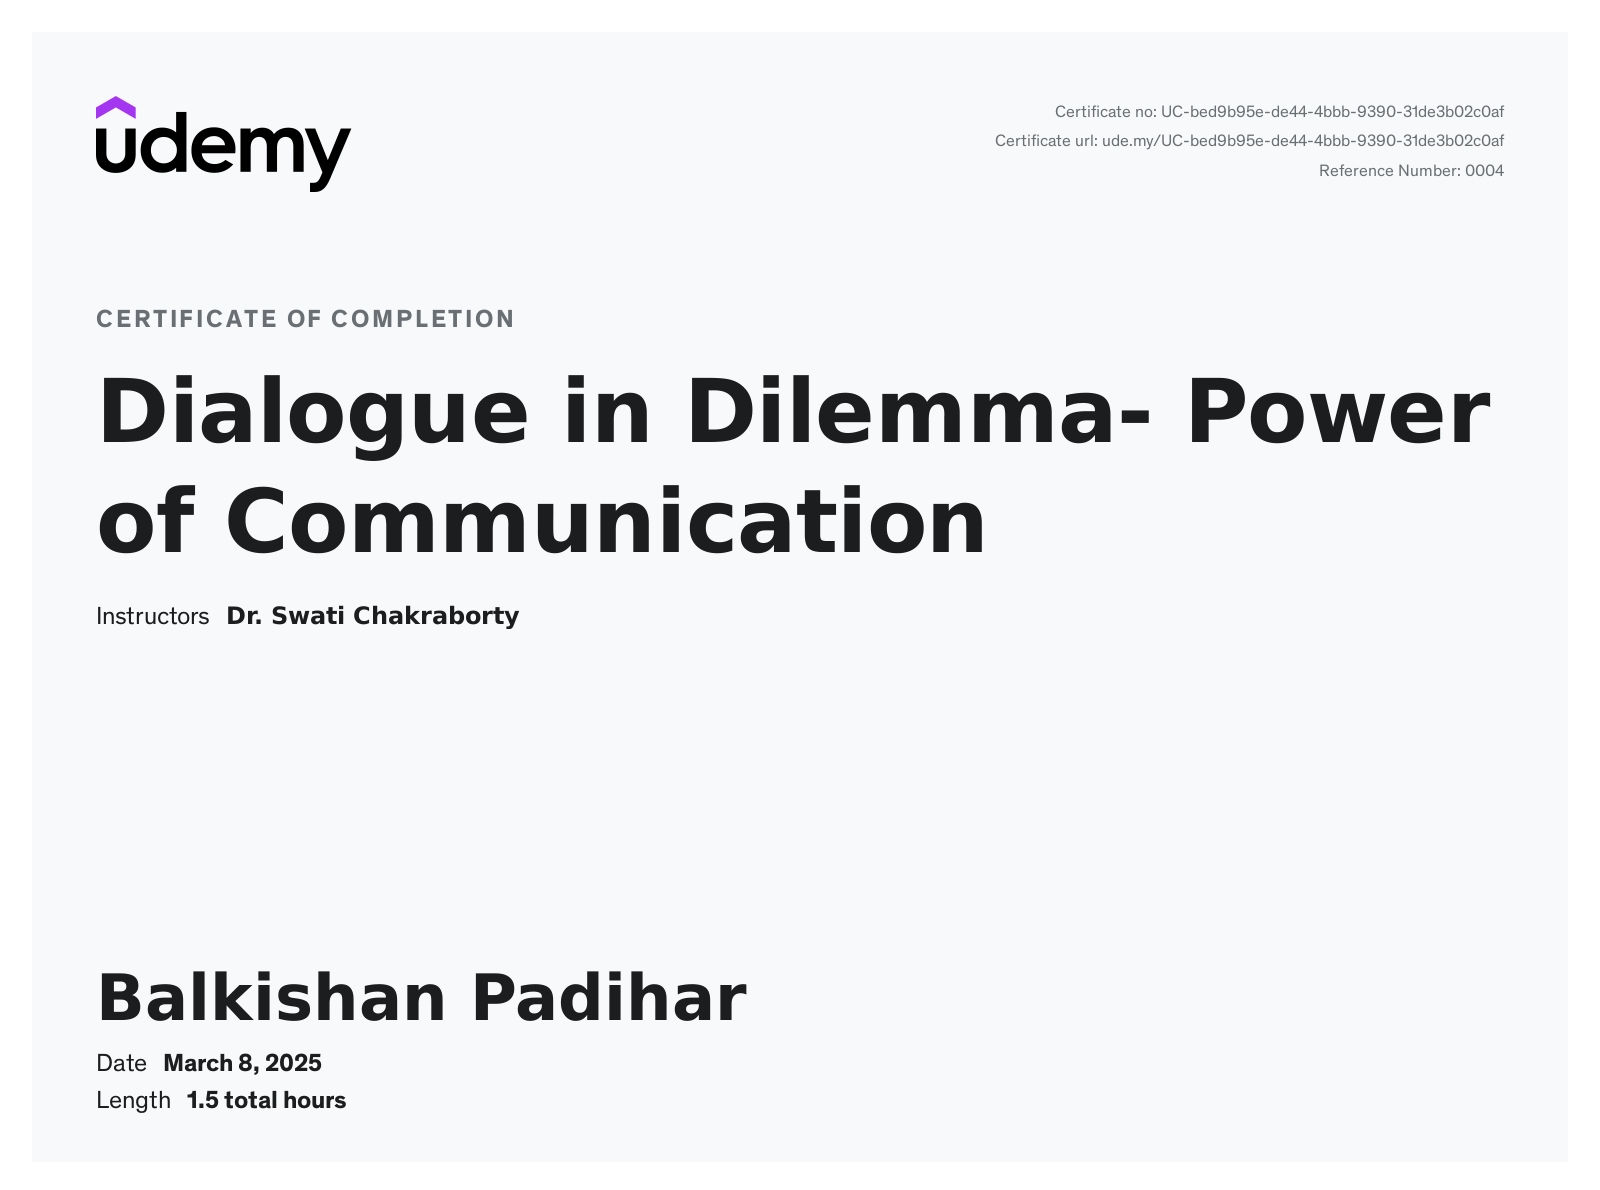 udemy
Certificate no: UC-bed9b95e-de44-4bbb-9390-31de3b02c0af
Certificate url: ude.my/UC-bed9b95e-de44-4bbb-9390-31de3b02c0af
Reference Number: 0004
CERTIFICATE OF COMPLETION
Dialogue in Dilemma- Power
of Communication
Instructors Dr. Swati Chakraborty
Balkishan Padihar
Date March 8, 2025
Length 1.5 total hours